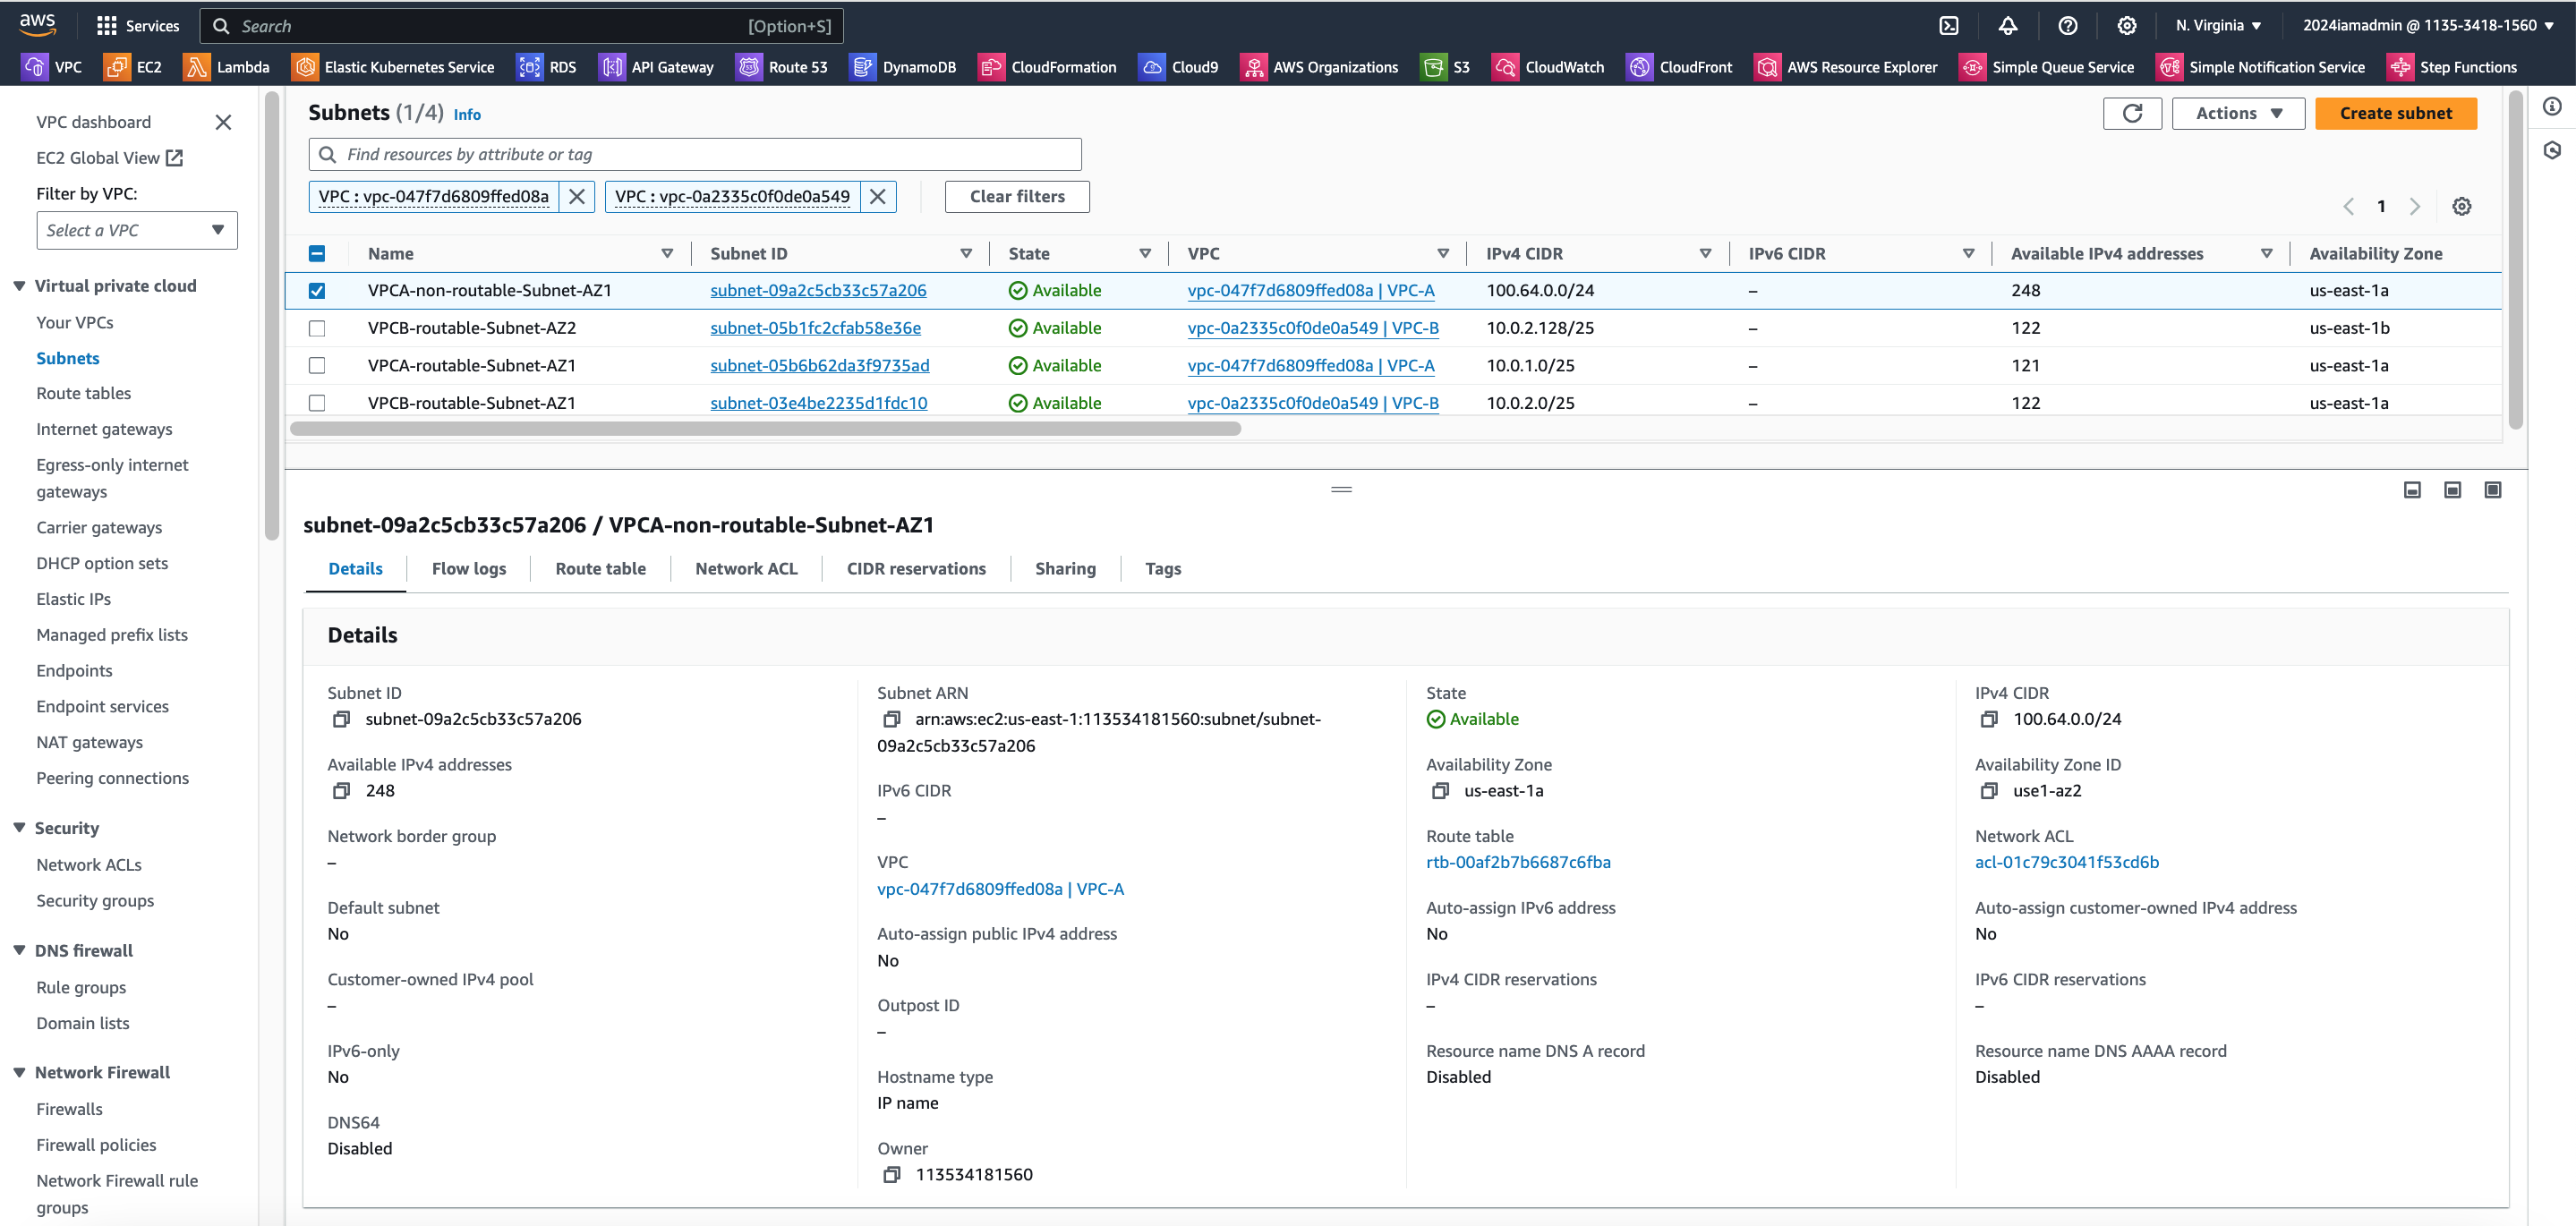 aws
Services
Search [Option+S]
N. Virginia
2024iamadmin @ 1135-3418-1560
VPC EC2 Lambda Elastic Kubernetes Service RDS API Gateway Route 53 DynamoDB CloudFormation Cloud9 AWS Organizations S3 CloudWatch CloudFront AWS Resource Explorer Simple Queue Service Simple Notification Service Step Functions
VPC dashboard
EC2 Global View
Filter by VPC:
Select a VPC
Virtual private cloud
Your VPCs
Subnets
Route tables
Internet gateways
Egress-only internet
gateways
Carrier gateways
DHCP option sets
Elastic IPs
Managed prefix lists
Endpoints
Endpoint services
NAT gateways
Peering connections
Security
Network ACLs
Security groups
DNS firewall
Rule groups
Domain lists
Network Firewall
Firewalls
Firewall policies
Network Firewall rule
groups
Subnets (1/4) Info
Actions
Create subnet
Find resources by attribute or tag
VPC : vpc-047f7d6809ffed08a
VPC : vpc-0a2335c0f0de0a549
Clear filters
1
Name Subnet ID State VPC IPv4 CIDR IPv6 CIDR Available IPv4 addresses Availability Zone
VPCA-non-routable-Subnet-AZ1 subnet-09a2c5cb33c57a206 Available vpc-047f7d6809ffed08a | VPC-A 100.64.0.0/24 – 248 us-east-1a
VPCB-routable-Subnet-AZ2 subnet-05b1fc2cfab58e36e Available vpc-0a2335c0f0de0a549 | VPC-B 10.0.2.128/25 – 122 us-east-1b
VPCA-routable-Subnet-AZ1 subnet-05b6b62da3f9735ad Available vpc-047f7d6809ffed08a | VPC-A 10.0.1.0/25 – 121 us-east-1a
VPCB-routable-Subnet-AZ1 subnet-03e4be2235d1fdc10 Available vpc-0a2335c0f0de0a549 | VPC-B 10.0.2.0/25 – 122 us-east-1a
subnet-09a2c5cb33c57a206 / VPCA-non-routable-Subnet-AZ1
Details Flow logs Route table Network ACL CIDR reservations Sharing Tags
Details
Subnet ID
subnet-09a2c5cb33c57a206
Available IPv4 addresses
248
Network border group
–
Default subnet
No
Customer-owned IPv4 pool
–
IPv6-only
No
DNS64
Disabled
Subnet ARN
arn:aws:ec2:us-east-1:113534181560:subnet/subnet-
09a2c5cb33c57a206
IPv6 CIDR
–
VPC
vpc-047f7d6809ffed08a | VPC-A
Auto-assign public IPv4 address
No
Outpost ID
–
Hostname type
IP name
Owner
113534181560
State
Available
Availability Zone
us-east-1a
Route table
rtb-00af2b7b6687c6fba
Auto-assign IPv6 address
No
IPv4 CIDR reservations
–
Resource name DNS A record
Disabled
IPv4 CIDR
100.64.0.0/24
Availability Zone ID
use1-az2
Network ACL
acl-01c79c3041f53cd6b
Auto-assign customer-owned IPv4 address
No
IPv6 CIDR reservations
–
Resource name DNS AAAA record
Disabled